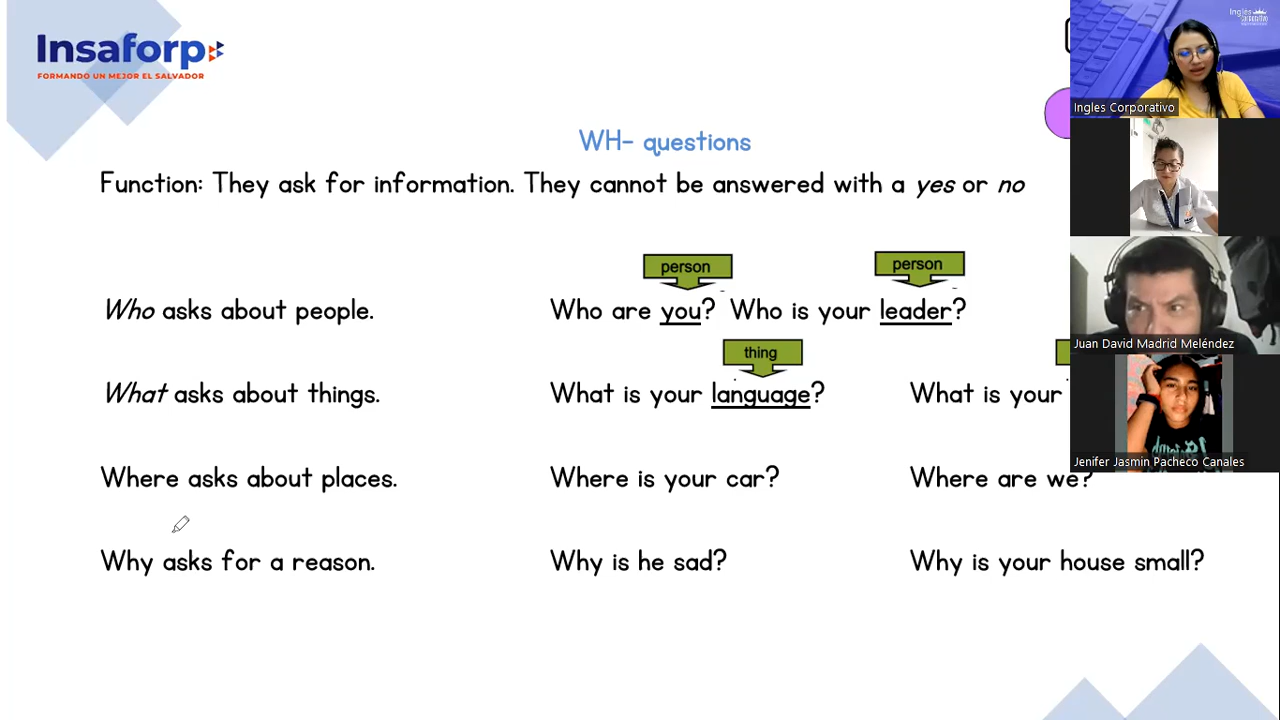 Insaforp
FORMANDO UN MEJOR EL SALVADOR
WH- questions
Function: They ask for information. They cannot be answered with a yes or no
person
person
Who asks about people.
Who are you? Who is your leader?
thing
What asks about things.
What is your language?
What is your
Where asks about places.
Where is your car?
Where are we?
Why asks for a reason.
Why is he sad?
Why is your house small?
Ingles Corporativo
Juan David Madrid Meléndez
Jenifer Jasmin Pacheco Canales